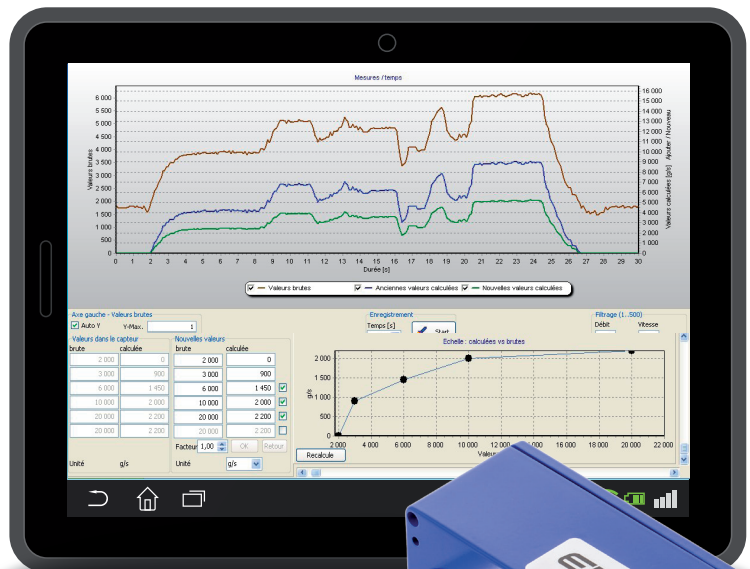 Mesures / temps
Valeurs brutes
6 000
5 500
5 000
4 500
4 000
3 500
3 000
2 500
2 000
1 500
1 000
500
0
16 000
15 000
14 000
13 000
12 000
11 000
10 000
9 000
8 000
7 000
6 000
5 000
4 000
3 000
2 000
1 000
0
Valeurs calculées [g/s] Ajouter / Nouveau
0 1 2 3 4 5 6 7 8 9 10 11 12 13 14 15 16 17 18 19 20 21 22 23 24 25 26 27 28 29 30
Durée [s]
Valeurs brutes Anciennes valeurs calculées Nouvelles valeurs calculées
Axe gauche - Valeurs brutes
Auto Y Y-Max. 1
Enregistrement
Temps [s] Start
Filtrage (1...500)
Débit Vitesse
Valeurs dans le capteur
brute calculée
2 000 0
3 000 900
6 000 1 450
10 000 2 000
20 000 2 200
20 000 2 200
Unité g/s
Nouvelles valeurs
brute calculée
2 000 0
3 000 900
6 000 1 450
10 000 2 000
20 000 2 200
20 000 2 200
Facteur 1,00 OK Retour
Unité g/s
Echelle : calculées vs brutes
g/s
2 000
1 500
1 000
500
0
2 000 4 000 6 000 8 000 10 000 12 000 14 000 16 000 18 000 20 000 22 000
Recalcule